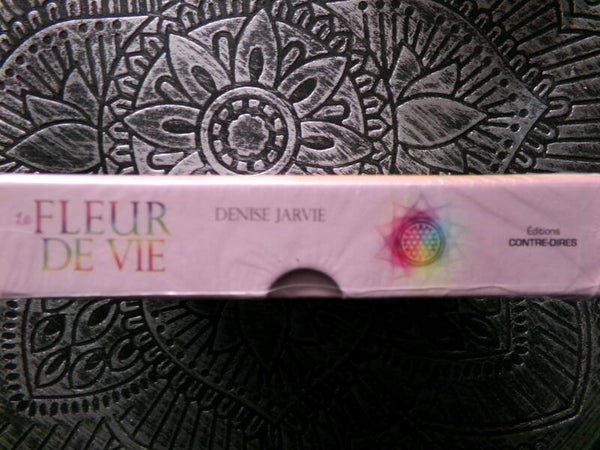 La FLEUR
DE VIE
DENISE JARVIE
Éditions
CONTRE-DIRES